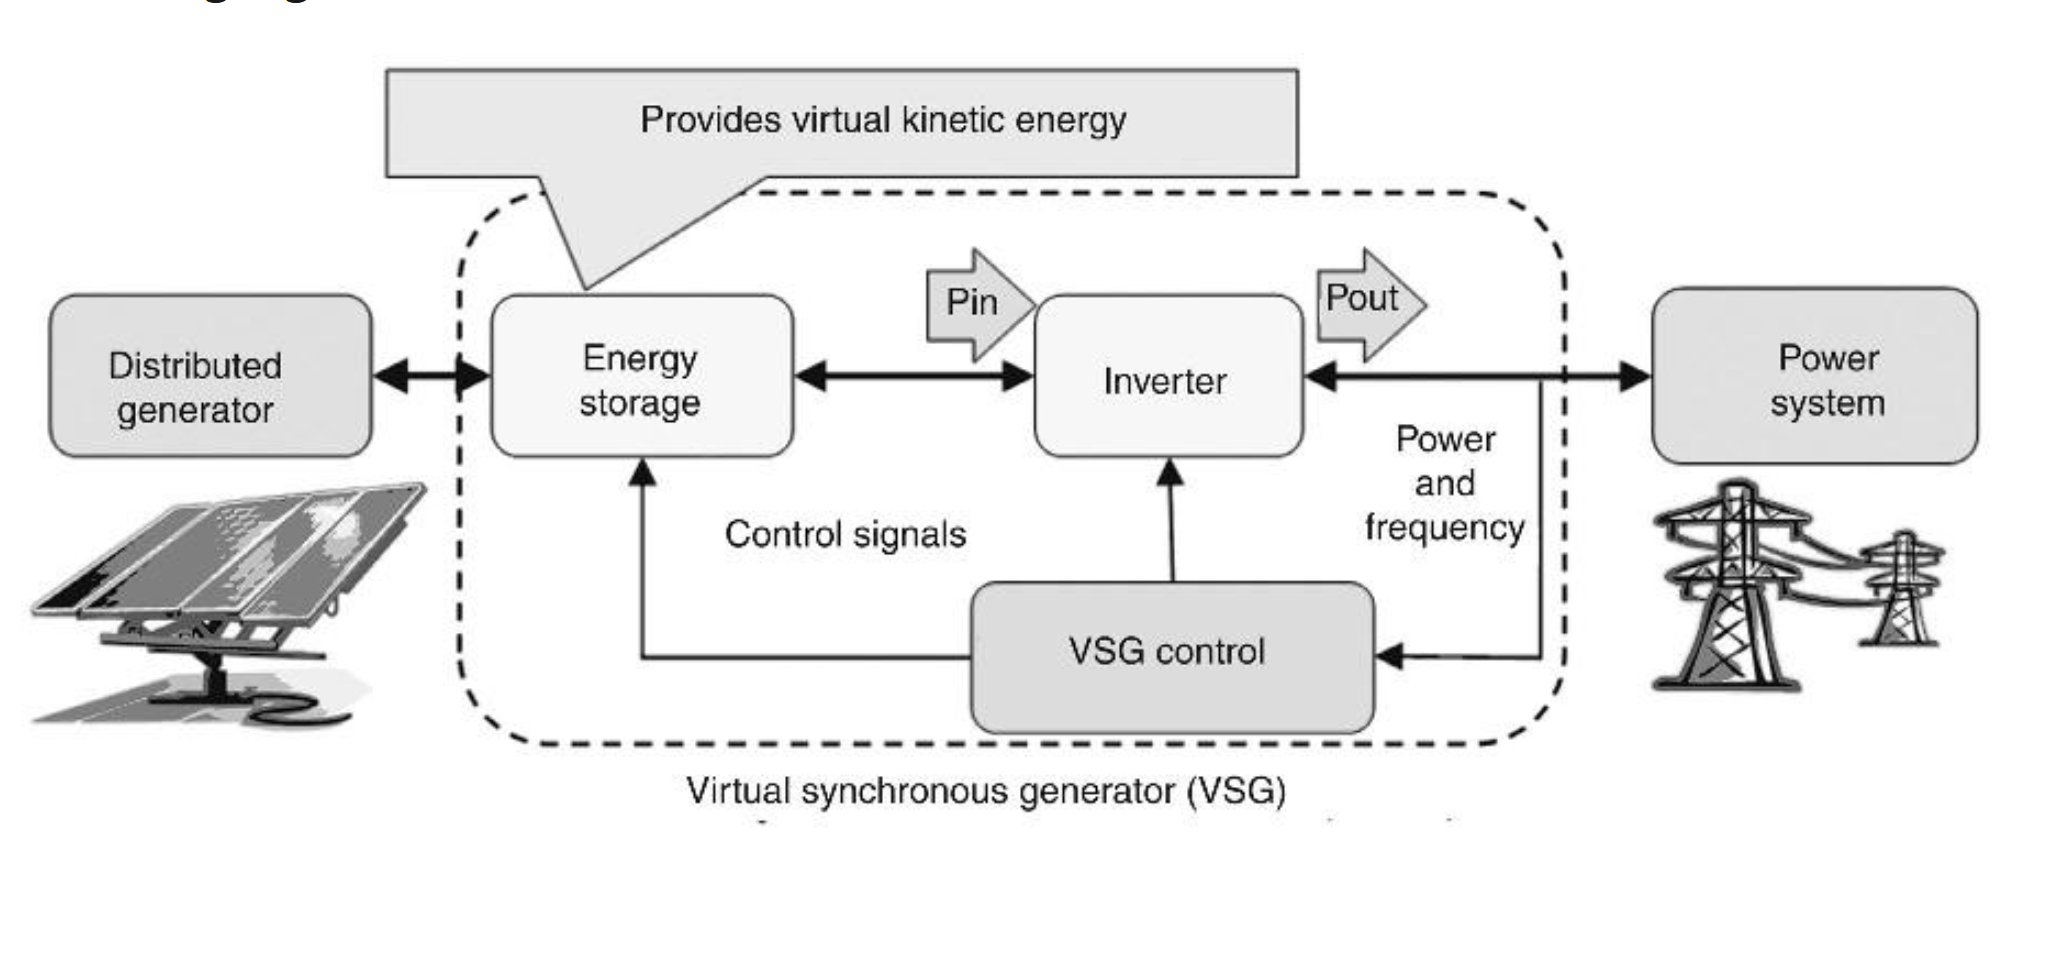 Provides virtual kinetic energy
Pin
Pout
Distributed
generator
Energy
storage
Inverter
Power
system
Power
and
frequency
Control signals
VSG control
Virtual synchronous generator (VSG)